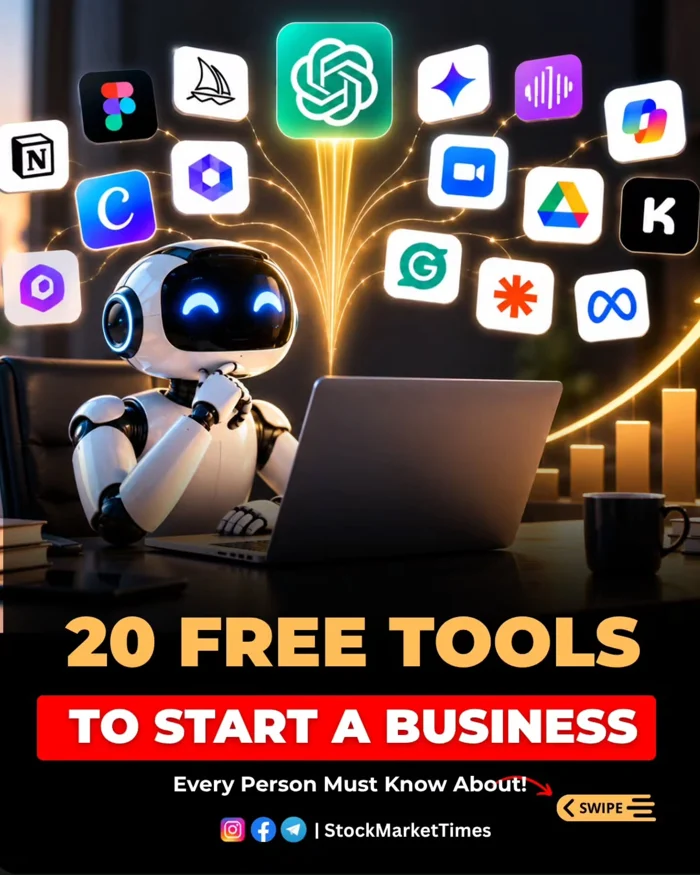 N
C
G
K
20 FREE TOOLS
TO START A BUSINESS
Every Person Must Know About!
SWIPE
| StockMarketTimes